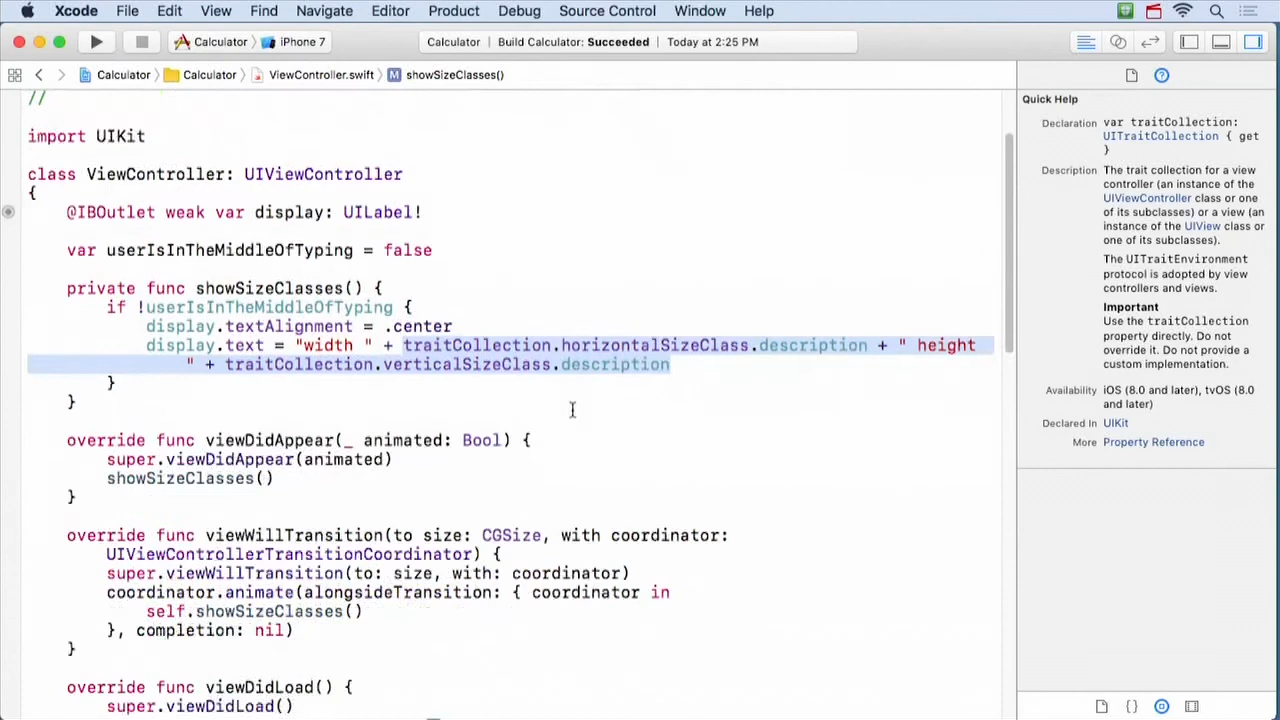 Xcode File Edit View Find Navigate Editor Product Debug Source Control Window Help
Calculator iPhone 7 Calculator Build Calculator: Succeeded Today at 2:25 PM
Calculator Calculator ViewController.swift M showSizeClasses()
//
import UIKit
class ViewController: UIViewController
{
@IBOutlet weak var display: UILabel!
var userIsInTheMiddleOfTyping = false
private func showSizeClasses() {
if !userIsInTheMiddleOfTyping {
display.textAlignment = .center
display.text = "width " + traitCollection.horizontalSizeClass.description + " height
" + traitCollection.verticalSizeClass.description
}
}
override func viewDidAppear(_ animated: Bool) {
super.viewDidAppear(animated)
showSizeClasses()
}
override func viewWillTransition(to size: CGSize, with coordinator:
UIViewControllerTransitionCoordinator) {
super.viewWillTransition(to: size, with: coordinator)
coordinator.animate(alongsideTransition: { coordinator in
self.showSizeClasses()
}, completion: nil)
}
override func viewDidLoad() {
super.viewDidLoad()
Quick Help
Declaration var traitCollection:
UITraitCollection { get
}
Description The trait collection for a view
controller (an instance of the
UIViewController class or one
of its subclasses) or a view (an
instance of the UIView class or
one of its subclasses).
The UITraitEnvironment
protocol is adopted by view
controllers and views.
Important
Use the traitCollection
property directly. Do not
override it. Do not provide a
custom implementation.
Availability iOS (8.0 and later), tvOS (8.0
and later)
Declared In UIKit
More Property Reference
{}